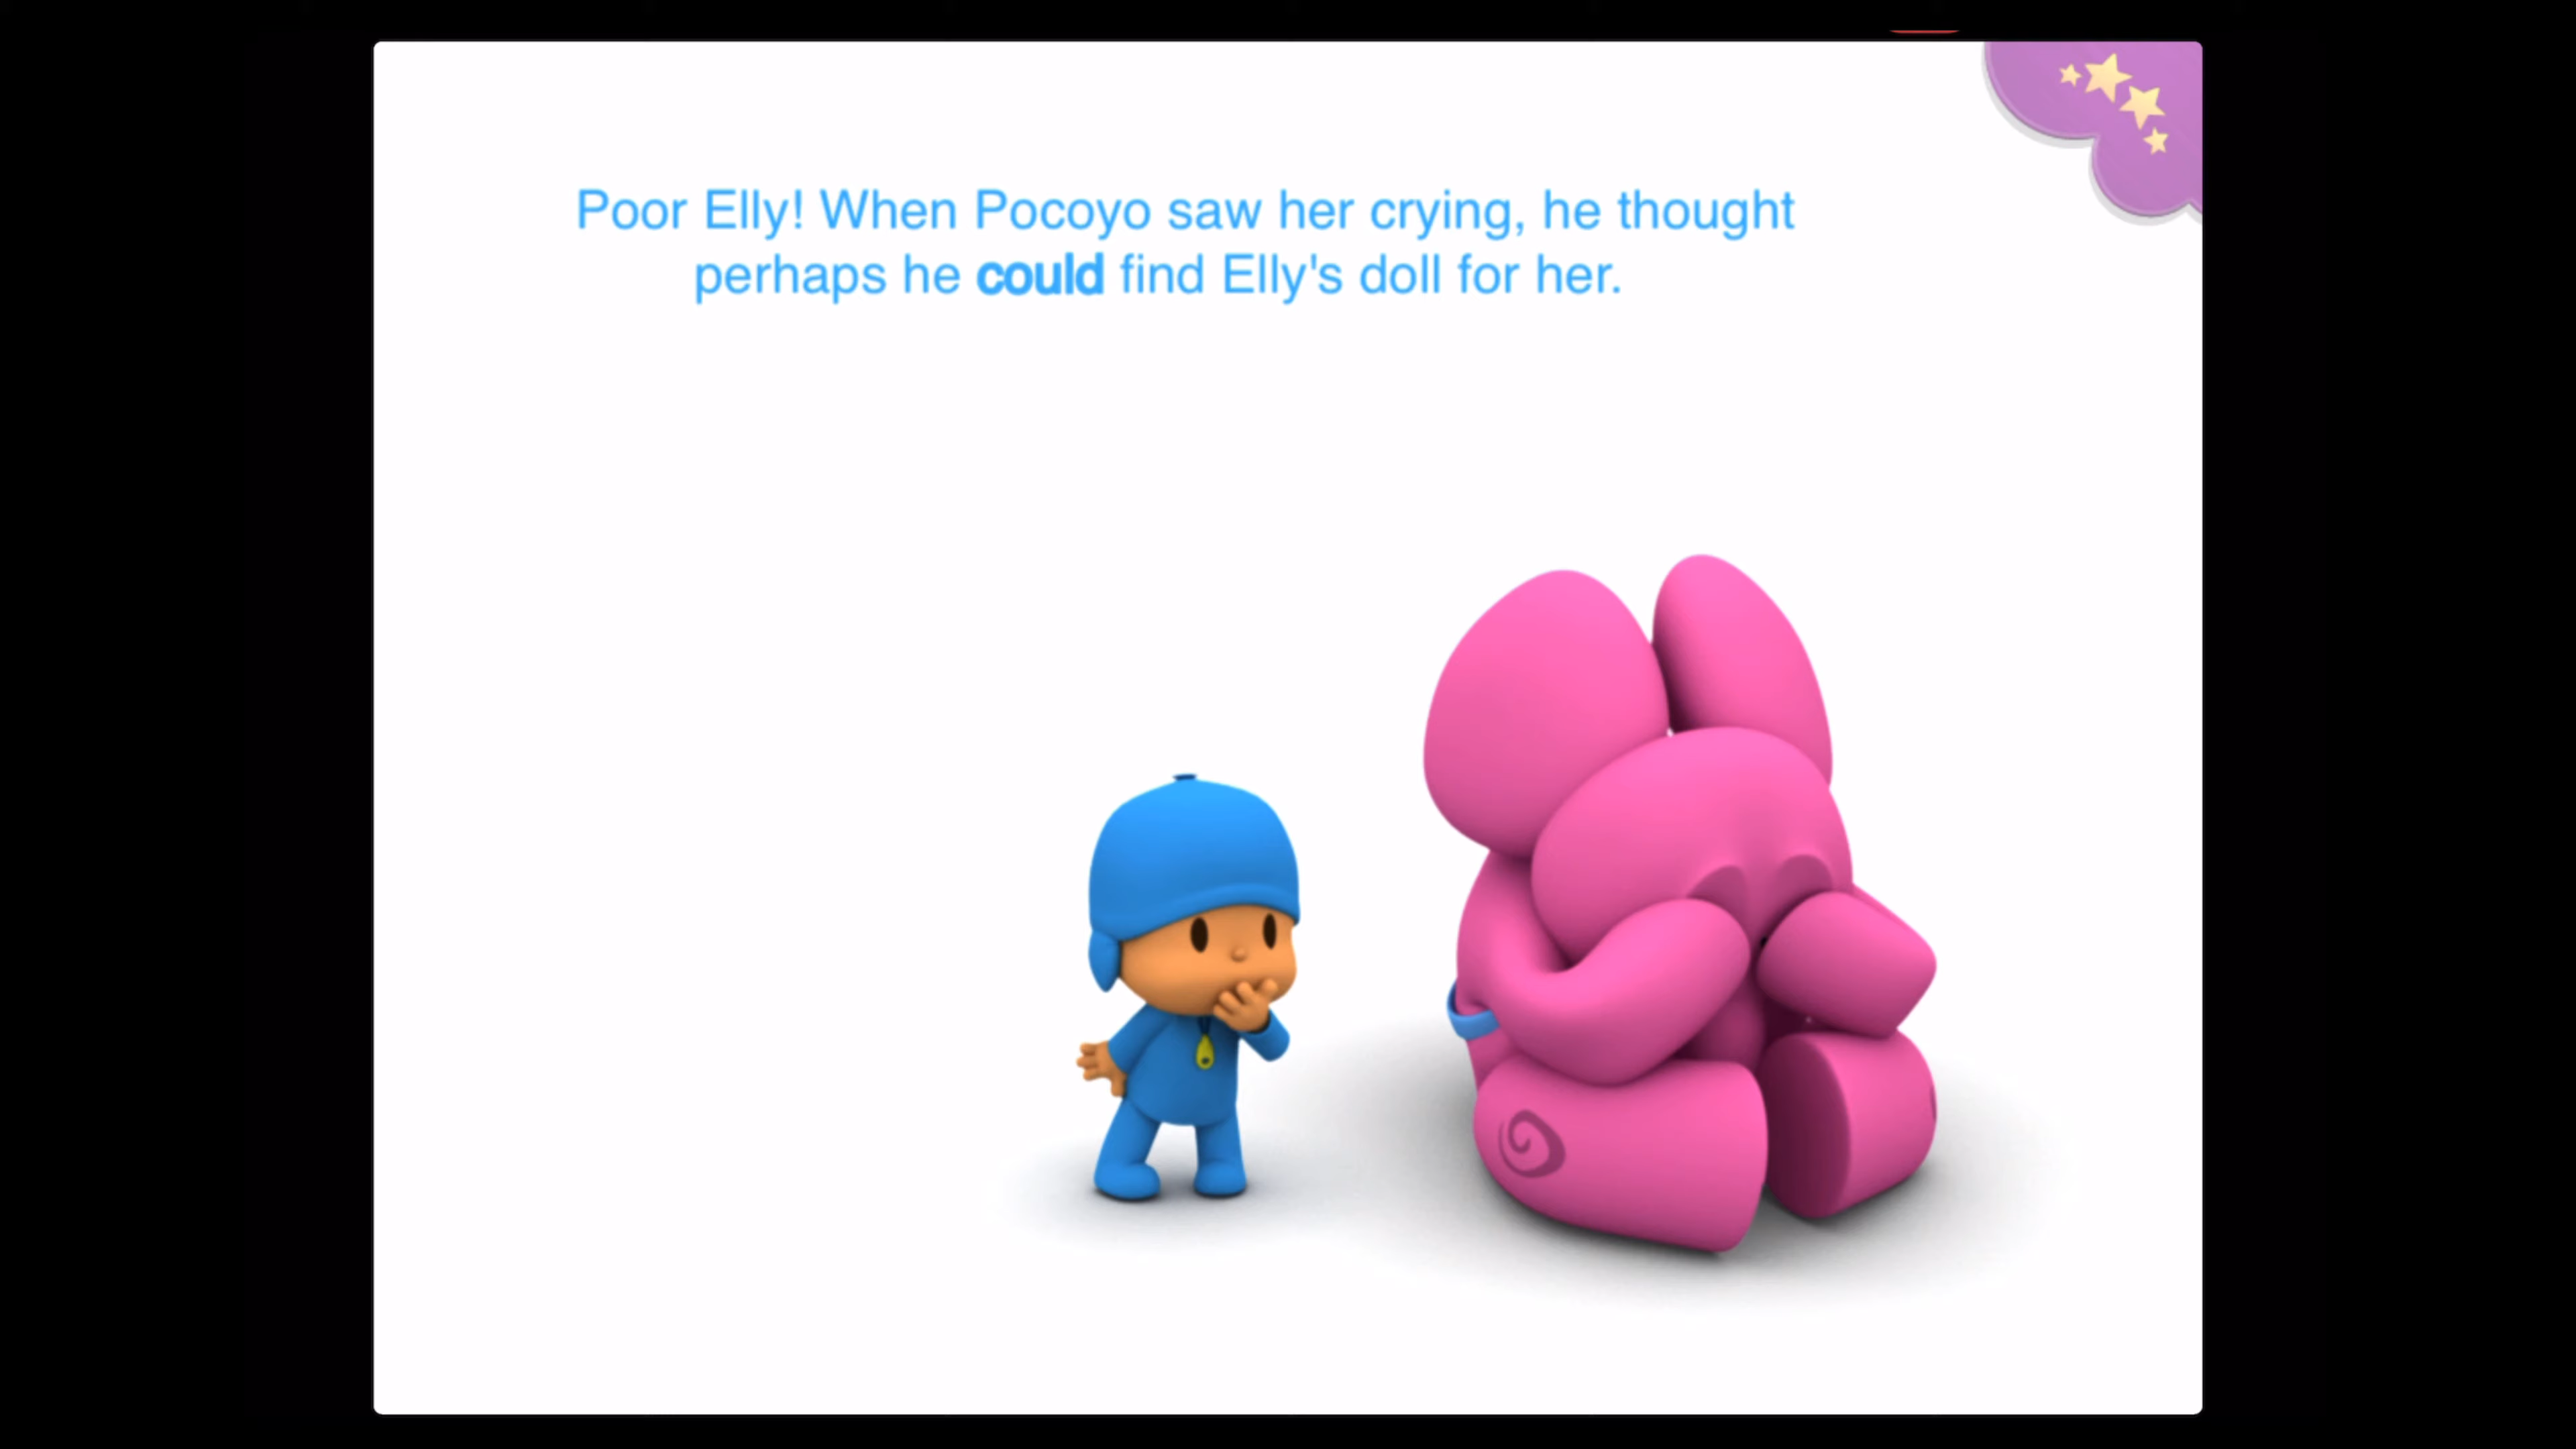 Poor Elly! When Pocoyo saw her crying, he thought
perhaps he could find Elly's doll for her.